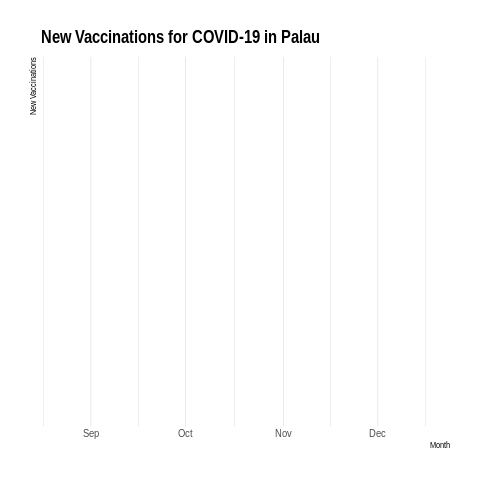 New Vaccinations for COVID-19 in Palau
New Vaccinations
Sep Oct Nov Dec
Month